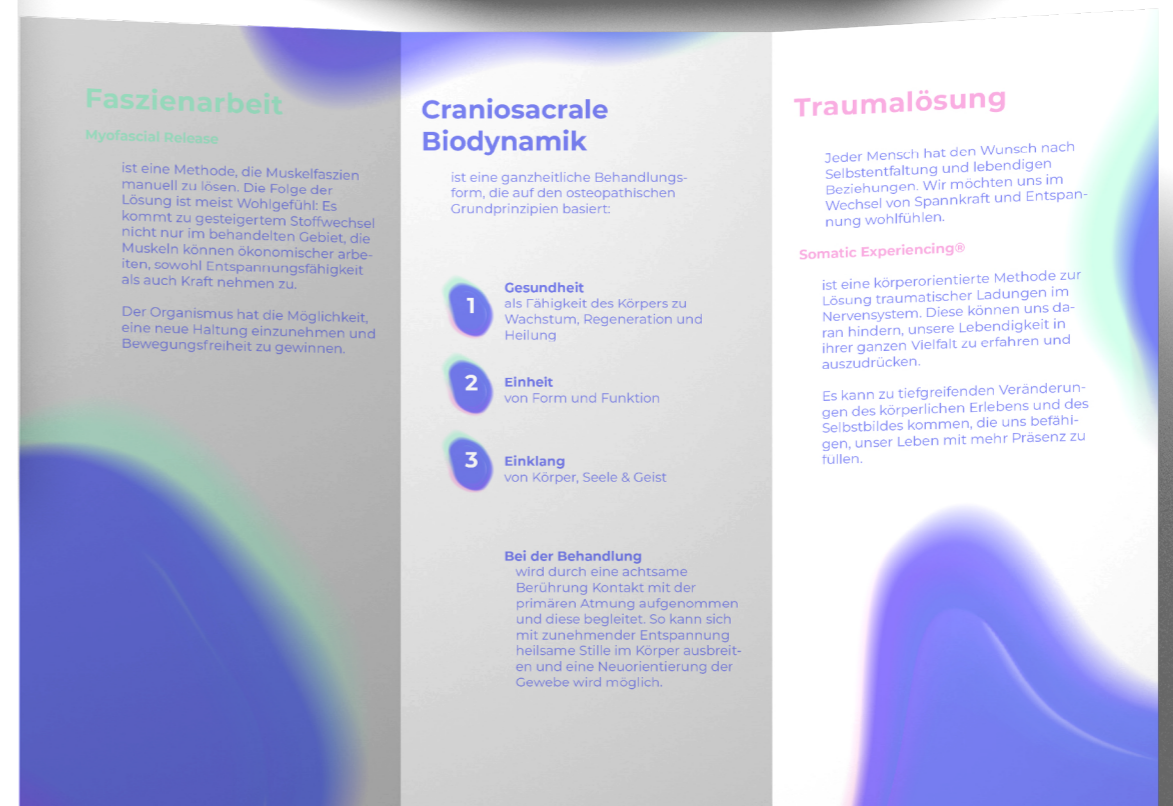 Faszienarbeit
Myofascial Release
ist eine Methode, die Muskelfaszien
manuell zu lösen. Die Folge der
Lösung ist meist Wohlgefühl: Es
kommt zu gesteigertem Stoffwechsel
nicht nur im behandelten Gebiet, die
Muskeln können ökonomischer arbe-
iten, sowohl Entspannungsfähigkeit
als auch Kraft nehmen zu.
Der Organismus hat die Möglichkeit,
eine neue Haltung einzunehmen und
Bewegungsfreiheit zu gewinnen.
Craniosacrale
Biodynamik
ist eine ganzheitliche Behandlungs-
form, die auf den osteopathischen
Grundprinzipien basiert:
1
Gesundheit
als Fähigkeit des Körpers zu
Wachstum, Regeneration und
Heilung
2
Einheit
von Form und Funktion
3
Einklang
von Körper, Seele & Geist
Bei der Behandlung
wird durch eine achtsame
Berührung Kontakt mit der
primären Atmung aufgenommen
und diese begleitet. So kann sich
mit zunehmender Entspannung
heilsame Stille im Körper ausbreit-
en und eine Neuorientierung der
Gewebe wird möglich.
Traumalösung
Jeder Mensch hat den Wunsch nach
Selbstentfaltung und lebendigen
Beziehungen. Wir möchten uns im
Wechsel von Spannkraft und Entspan-
nung wohlfühlen.
Somatic Experiencing®
ist eine körperorientierte Methode zur
Lösung traumatischer Ladungen im
Nervensystem. Diese können uns da-
ran hindern, unsere Lebendigkeit in
ihrer ganzen Vielfalt zu erfahren und
auszudrücken.
Es kann zu tiefgreifenden Veränderun-
gen des körperlichen Erlebens und des
Selbstbildes kommen, die uns befähi-
gen, unser Leben mit mehr Präsenz zu
füllen.